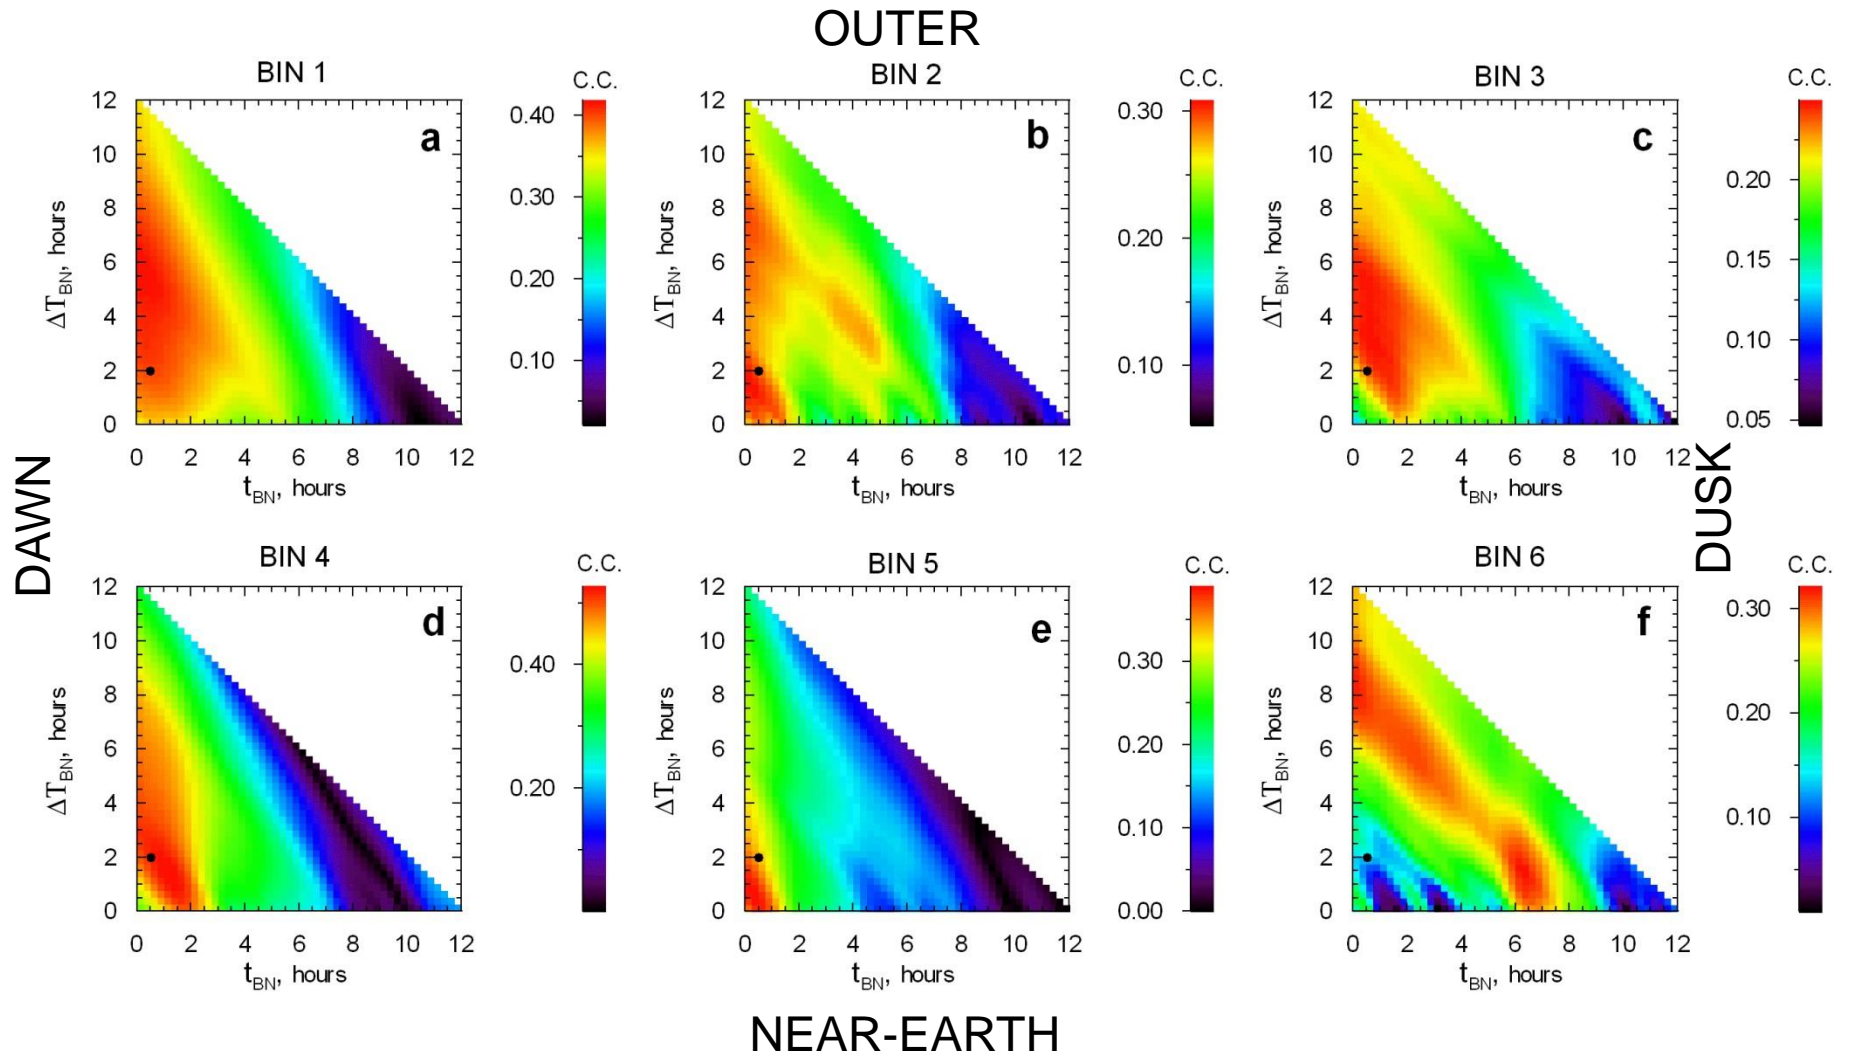 OUTER
BIN 1
C.C.
BIN 2
C.C.
BIN 3
C.C.
a
b
c
12
10
8
6
4
2
0
ΔT_BN, hours
0 2 4 6 8 10 12
t_BN, hours
0.40
0.30
0.20
0.10
12
10
8
6
4
2
0
ΔT_BN, hours
0 2 4 6 8 10 12
t_BN, hours
0.30
0.20
0.10
12
10
8
6
4
2
0
ΔT_BN, hours
0 2 4 6 8 10 12
t_BN, hours
0.20
0.15
0.10
0.05
DAWN
DUSK
BIN 4
C.C.
BIN 5
C.C.
BIN 6
C.C.
d
e
f
12
10
8
6
4
2
0
ΔT_BN, hours
0 2 4 6 8 10 12
t_BN, hours
0.40
0.20
12
10
8
6
4
2
0
ΔT_BN, hours
0 2 4 6 8 10 12
t_BN, hours
0.30
0.20
0.10
0.00
12
10
8
6
4
2
0
ΔT_BN, hours
0 2 4 6 8 10 12
t_BN, hours
0.30
0.20
0.10
NEAR-EARTH